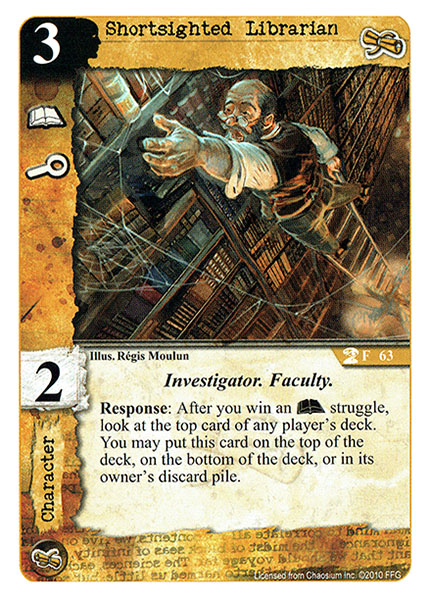 3
Shortsighted Librarian
Illus. Régis Moulun
F 63
2
Character
Investigator. Faculty.
Response: After you win an struggle,
look at the top card of any player's deck.
You may put this card on the top of the
deck, on the bottom of the deck, or in its
owner's discard pile.
Licensed from Chaosium Inc. ©2010 FFG